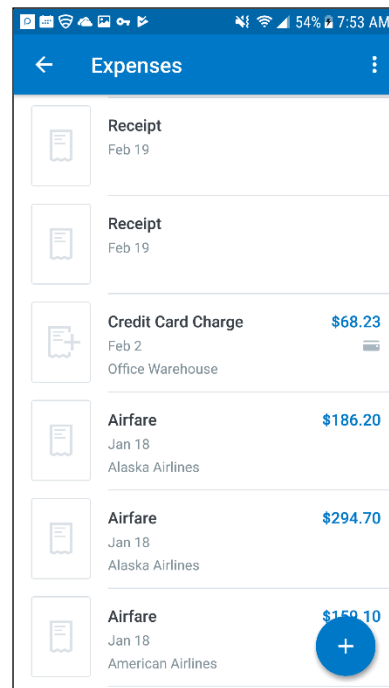 54% 7:53 AM
Expenses
Receipt
Feb 19
Receipt
Feb 19
Credit Card Charge $68.23
Feb 2
Office Warehouse
Airfare $186.20
Jan 18
Alaska Airlines
Airfare $294.70
Jan 18
Alaska Airlines
Airfare $159.10
Jan 18
American Airlines